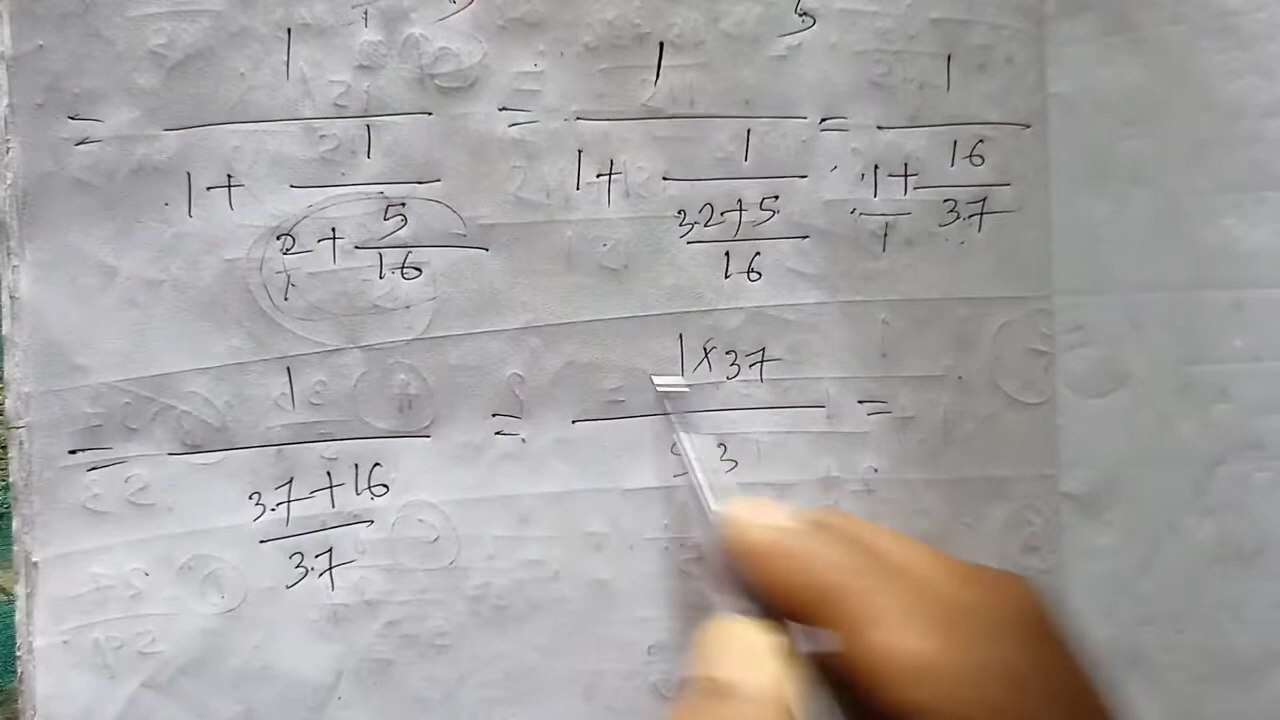 1 1 1
= 1 + 1 = 1 + 1 = 1 + 16
2 + 5 32+5 1 37
1 16 16
= 1 = 1×37 =
37+16 53
37